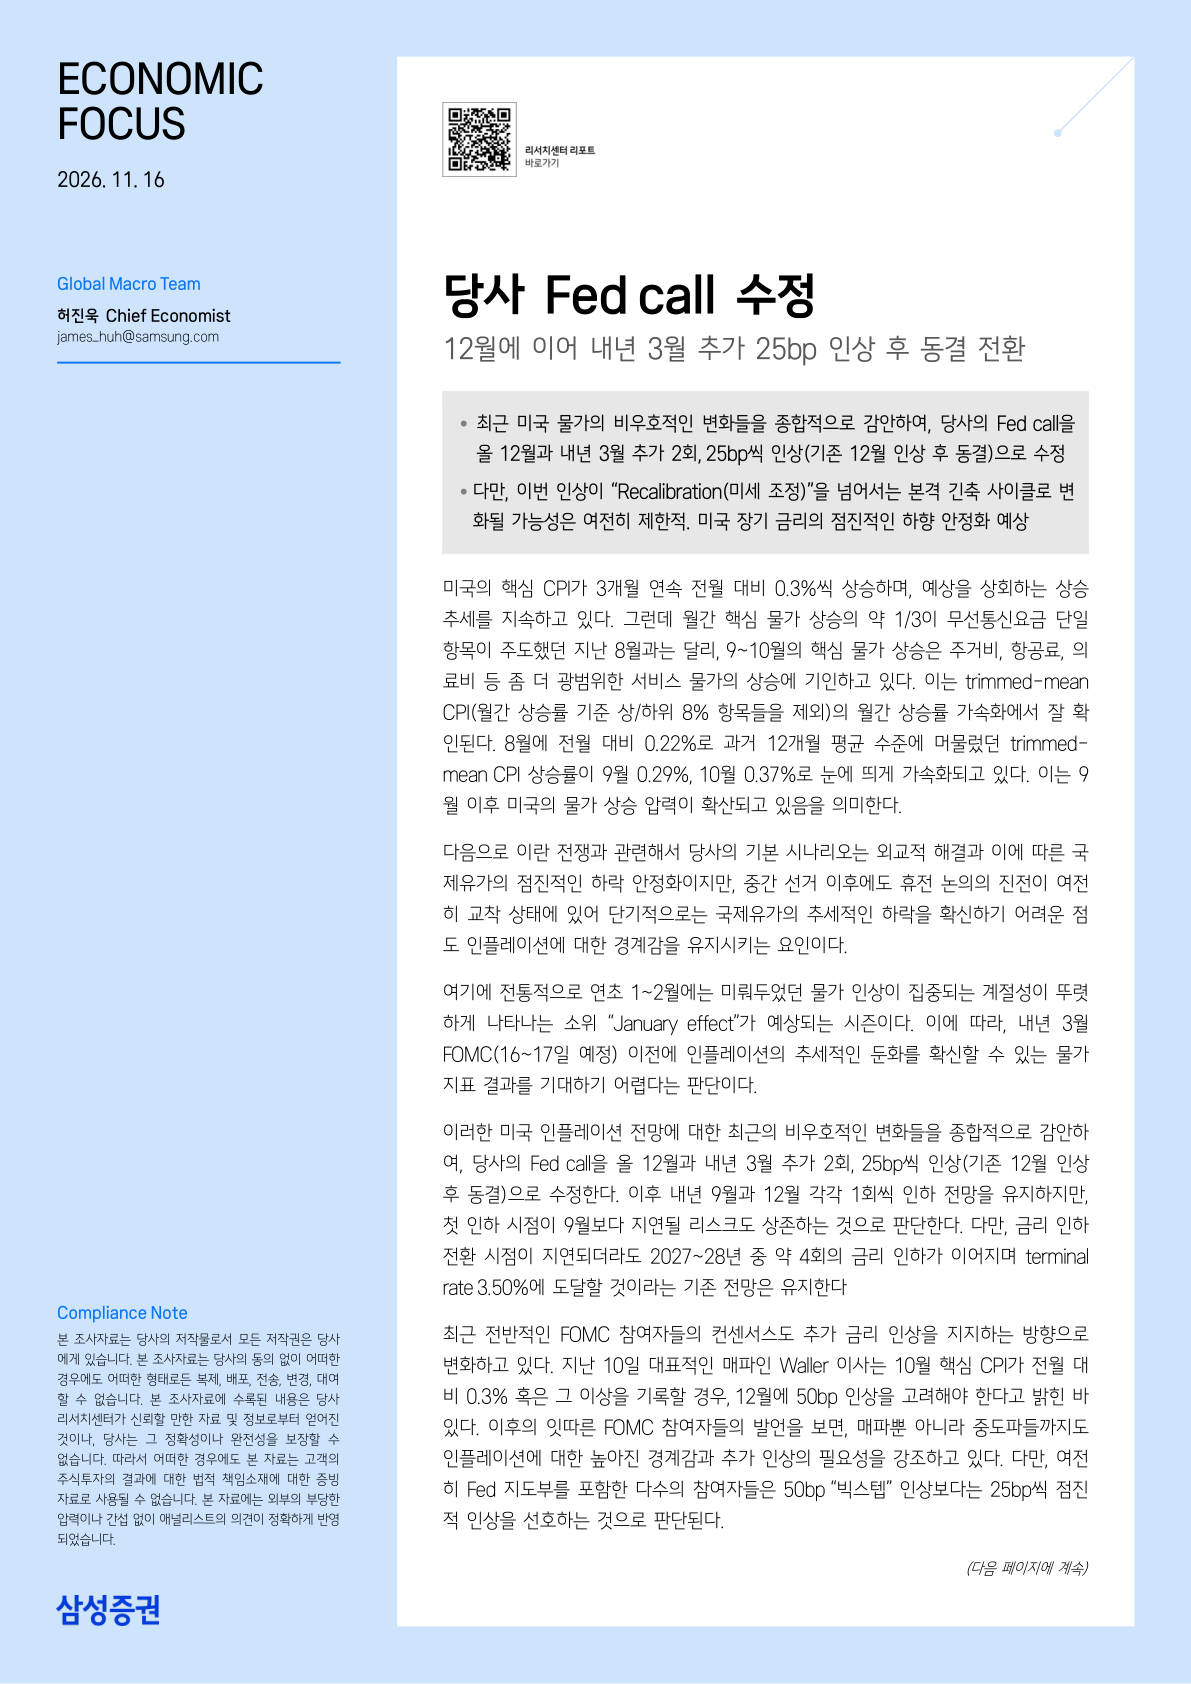 ECONOMIC
FOCUS
2026. 11. 16
Global Macro Team
허진욱 Chief Economist
james_huh@samsung.com
리서치센터 리포트
바로가기
당사 Fed call 수정
12월에 이어 내년 3월 추가 25bp 인상 후 동결 전환
• 최근 미국 물가의 비우호적인 변화들을 종합적으로 감안하여, 당사의 Fed call을
올 12월과 내년 3월 추가 2회, 25bp씩 인상(기존 12월 인상 후 동결)으로 수정
• 다만, 이번 인상이 “Recalibration(미세 조정)”을 넘어서는 본격 긴축 사이클로 변
화될 가능성은 여전히 제한적. 미국 장기 금리의 점진적인 하향 안정화 예상
미국의 핵심 CPI가 3개월 연속 전월 대비 0.3%씩 상승하며, 예상을 상회하는 상승
추세를 지속하고 있다. 그런데 월간 핵심 물가 상승의 약 1/3이 무선통신요금 단일
항목이 주도했던 지난 8월과는 달리, 9~10월의 핵심 물가 상승은 주거비, 항공료, 의
료비 등 좀 더 광범위한 서비스 물가의 상승에 기인하고 있다. 이는 trimmed-mean
CPI(월간 상승률 기준 상/하위 8% 항목들을 제외)의 월간 상승률 가속화에서 잘 확
인된다. 8월에 전월 대비 0.22%로 과거 12개월 평균 수준에 머물렀던 trimmed-
mean CPI 상승률이 9월 0.29%, 10월 0.37%로 눈에 띄게 가속화되고 있다. 이는 9
월 이후 미국의 물가 상승 압력이 확산되고 있음을 의미한다.
다음으로 이란 전쟁과 관련해서 당사의 기본 시나리오는 외교적 해결과 이에 따른 국
제유가의 점진적인 하락 안정화이지만, 중간 선거 이후에도 휴전 논의의 진전이 여전
히 교착 상태에 있어 단기적으로는 국제유가의 추세적인 하락을 확신하기 어려운 점
도 인플레이션에 대한 경계감을 유지시키는 요인이다.
여기에 전통적으로 연초 1~2월에는 미뤄두었던 물가 인상이 집중되는 계절성이 뚜렷
하게 나타나는 소위 “January effect”가 예상되는 시즌이다. 이에 따라, 내년 3월
FOMC(16~17일 예정) 이전에 인플레이션의 추세적인 둔화를 확신할 수 있는 물가
지표 결과를 기대하기 어렵다는 판단이다.
이러한 미국 인플레이션 전망에 대한 최근의 비우호적인 변화들을 종합적으로 감안하
여, 당사의 Fed call을 올 12월과 내년 3월 추가 2회, 25bp씩 인상(기존 12월 인상
후 동결)으로 수정한다. 이후 내년 9월과 12월 각각 1회씩 인하 전망을 유지하지만,
첫 인하 시점이 9월보다 지연될 리스크도 상존하는 것으로 판단한다. 다만, 금리 인하
전환 시점이 지연되더라도 2027~28년 중 약 4회의 금리 인하가 이어지며 terminal
rate 3.50%에 도달할 것이라는 기존 전망은 유지한다
최근 전반적인 FOMC 참여자들의 컨센서스도 추가 금리 인상을 지지하는 방향으로
변화하고 있다. 지난 10일 대표적인 매파인 Waller 이사는 10월 핵심 CPI가 전월 대
비 0.3% 혹은 그 이상을 기록할 경우, 12월에 50bp 인상을 고려해야 한다고 밝힌 바
있다. 이후의 잇따른 FOMC 참여자들의 발언을 보면, 매파뿐 아니라 중도파들까지도
인플레이션에 대한 높아진 경계감과 추가 인상의 필요성을 강조하고 있다. 다만, 여전
히 Fed 지도부를 포함한 다수의 참여자들은 50bp “빅스텝” 인상보다는 25bp씩 점진
적 인상을 선호하는 것으로 판단된다.
(다음 페이지에 계속)
Compliance Note
본 조사자료는 당사의 저작물로서 모든 저작권은 당사
에게 있습니다. 본 조사자료는 당사의 동의 없이 어떠한
경우에도 어떠한 형태로든 복제, 배포, 전송, 변경, 대여
할 수 없습니다. 본 조사자료에 수록된 내용은 당사
리서치센터가 신뢰할 만한 자료 및 정보로부터 얻어진
것이나, 당사는 그 정확성이나 완전성을 보장할 수
없습니다. 따라서 어떠한 경우에도 본 자료는 고객의
주식투자의 결과에 대한 법적 책임소재에 대한 증빙
자료로 사용될 수 없습니다. 본 자료에는 외부의 부당한
압력이나 간섭 없이 애널리스트의 의견이 정확하게 반영
되었습니다.
삼성증권